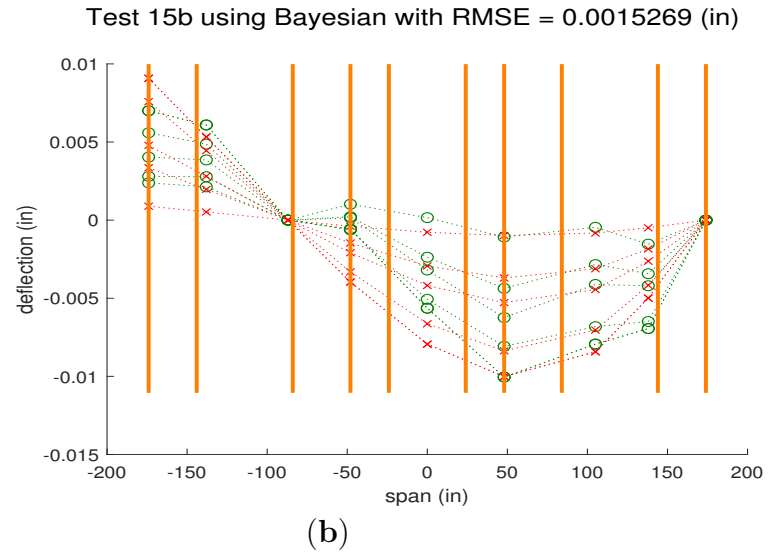 Test 15b using Bayesian with RMSE = 0.0015269 (in)
0.01
0.005
0
-0.005
-0.01
-0.015
deflection (in)
-200 -150 -100 -50 0 50 100 150 200
span (in)
(b)